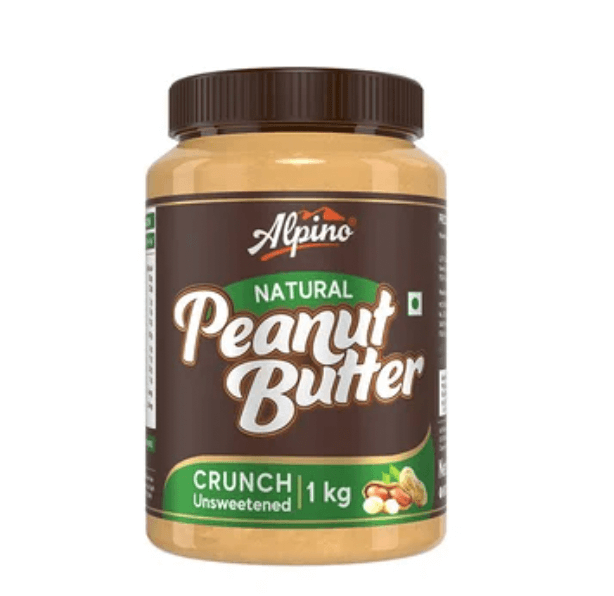 Alpino®
NATURAL
Peanut
Butter
CRUNCH
Unsweetened
1 kg